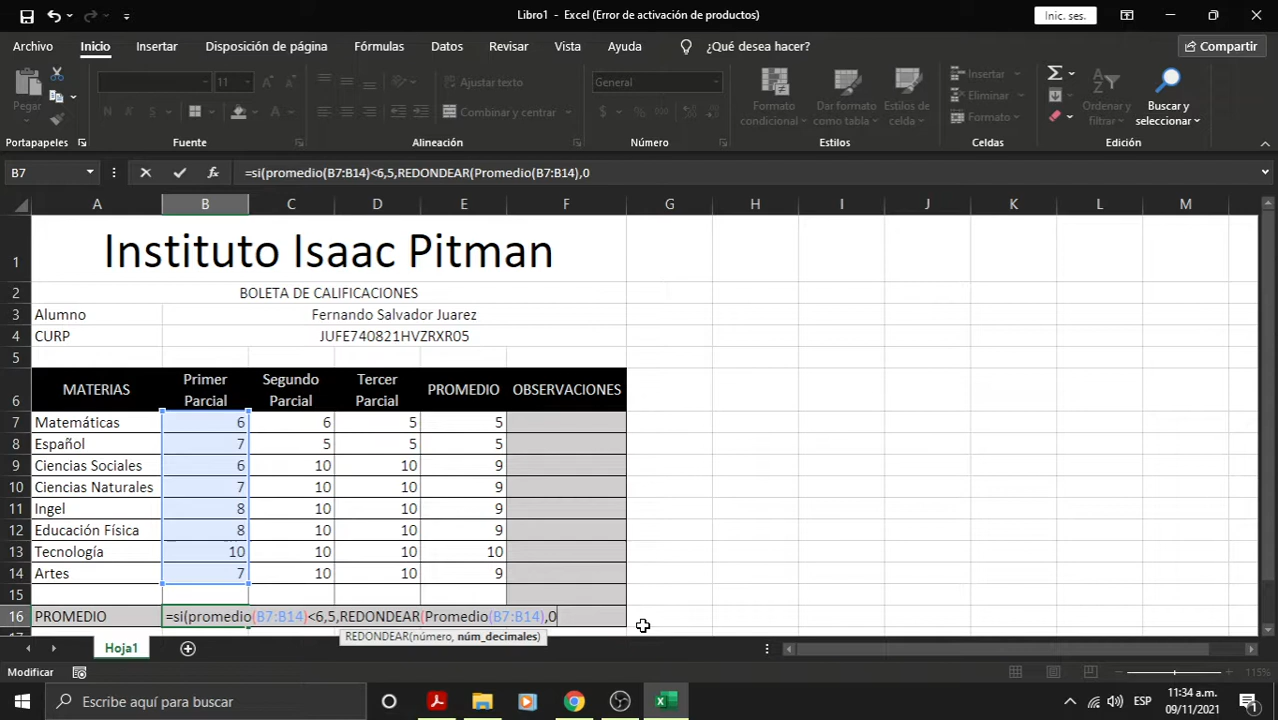 Libro1 – Excel (Error de activación de productos)
Inic. ses.
Archivo Inicio Insertar Disposición de página Fórmulas Datos Revisar Vista Ayuda ¿Qué desea hacer? Compartir
Pegar
N K S
11
Ajustar texto
Combinar y centrar
General
$ % 000
Formato condicional
Dar formato como tabla
Estilos de celda
Insertar
Eliminar
Formato
Ordenar y filtrar
Buscar y seleccionar
Portapapeles Fuente Alineación Número Estilos Celdas Edición
B7 fx =si(promedio(B7:B14)<6,5,REDONDEAR(Promedio(B7:B14),0
A B C D E F G H I J K L M
1 Instituto Isaac Pitman
2 BOLETA DE CALIFICACIONES
3 Alumno Fernando Salvador Juarez
4 CURP JUFE740821HVZRXR05
5
6 MATERIAS Primer Parcial Segundo Parcial Tercer Parcial PROMEDIO OBSERVACIONES
7 Matemáticas 6 6 5 5
8 Español 7 5 5 5
9 Ciencias Sociales 6 10 10 9
10 Ciencias Naturales 7 10 10 9
11 Ingel 8 10 10 9
12 Educación Física 8 10 10 9
13 Tecnología 10 10 10 10
14 Artes 7 10 10 9
15
16 PROMEDIO =si(promedio(B7:B14)<6,5,REDONDEAR(Promedio(B7:B14),0
REDONDEAR(número, núm_decimales)
17
Hoja1
Modificar
115%
Escribe aquí para buscar
ESP
11:34 a.m.
09/11/2021
1